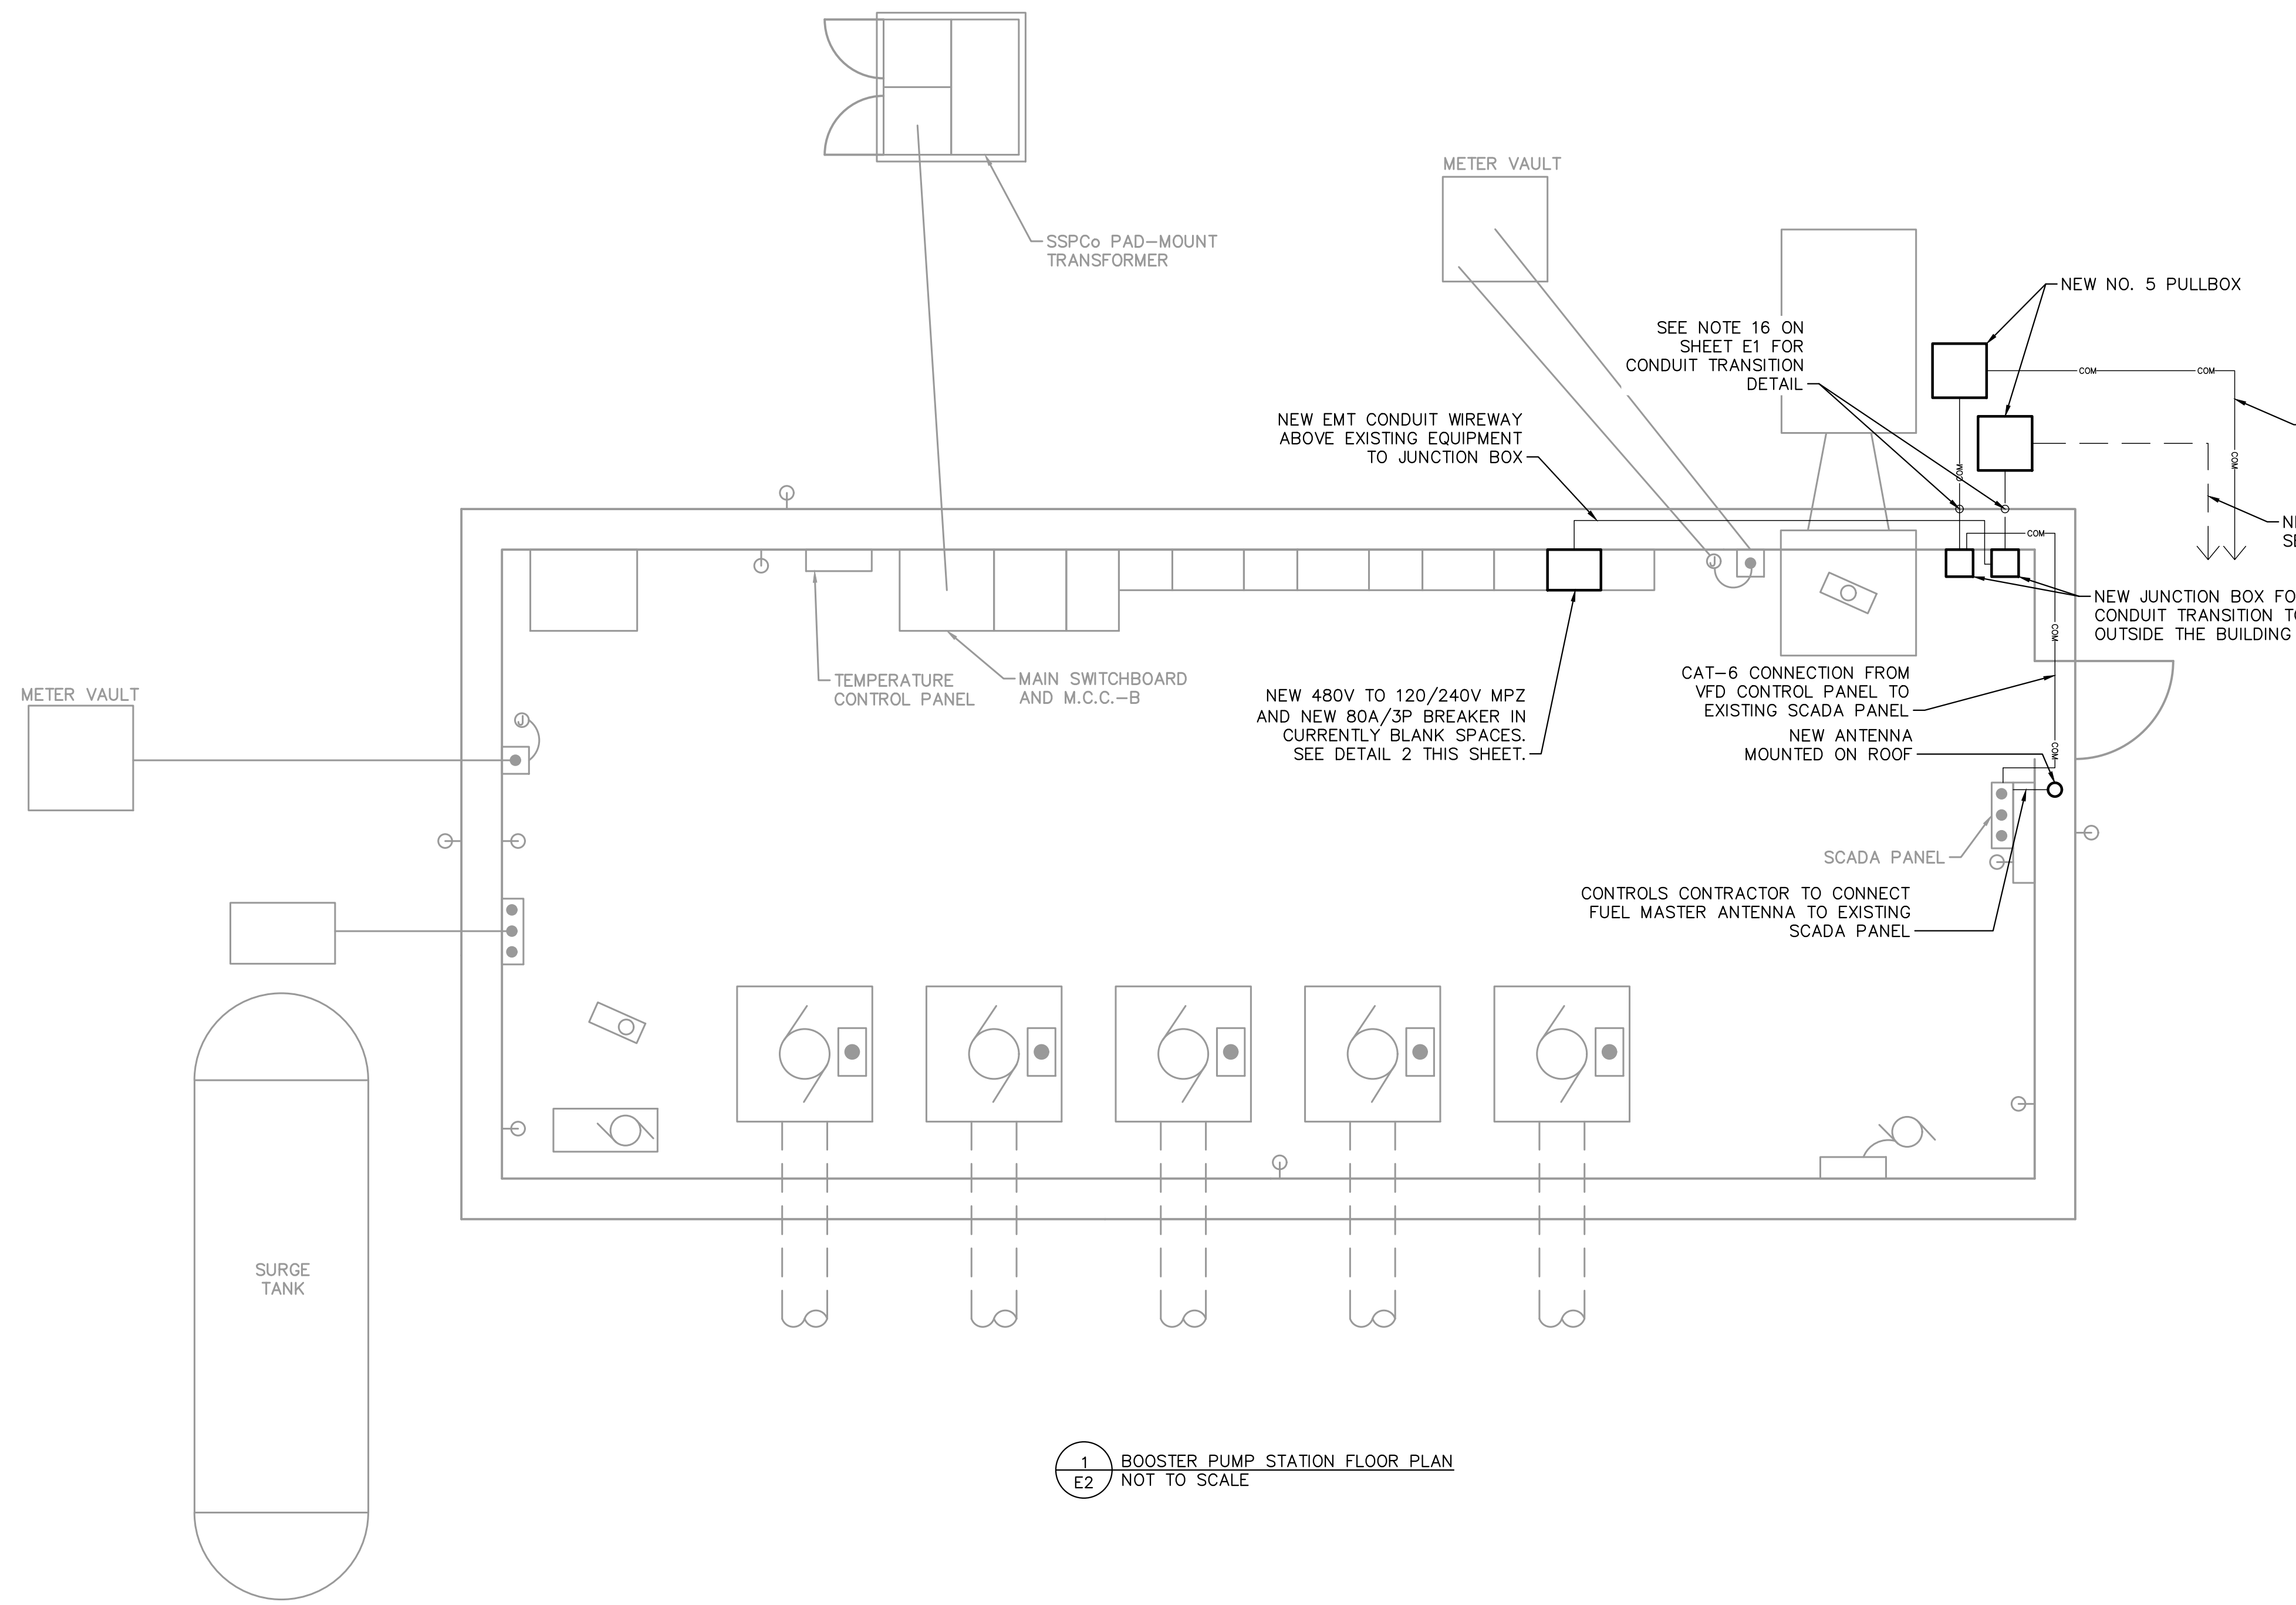 METER VAULT
SSPCo PAD-MOUNT
TRANSFORMER
NEW NO. 5 PULLBOX
SEE NOTE 16 ON
SHEET E1 FOR
CONDUIT TRANSITION
DETAIL
COM
COM
COM
COM
NEW EMT CONDUIT WIREWAY
ABOVE EXISTING EQUIPMENT
TO JUNCTION BOX
COM
J
NEW JUNCTION BOX
CONDUIT TRANSITION
OUTSIDE THE BUILDING
COM
CAT-6 CONNECTION FROM
VFD CONTROL PANEL TO
EXISTING SCADA PANEL
NEW ANTENNA
MOUNTED ON ROOF
COM
TEMPERATURE
CONTROL PANEL
MAIN SWITCHBOARD
AND M.C.C.-B
NEW 480V TO 120/240V MPZ
AND NEW 80A/3P BREAKER IN
CURRENTLY BLANK SPACES.
SEE DETAIL 2 THIS SHEET.
METER VAULT
J
SCADA PANEL
CONTROLS CONTRACTOR TO CONNECT
FUEL MASTER ANTENNA TO EXISTING
SCADA PANEL
SURGE
TANK
1
E2
BOOSTER PUMP STATION FLOOR PLAN
NOT TO SCALE